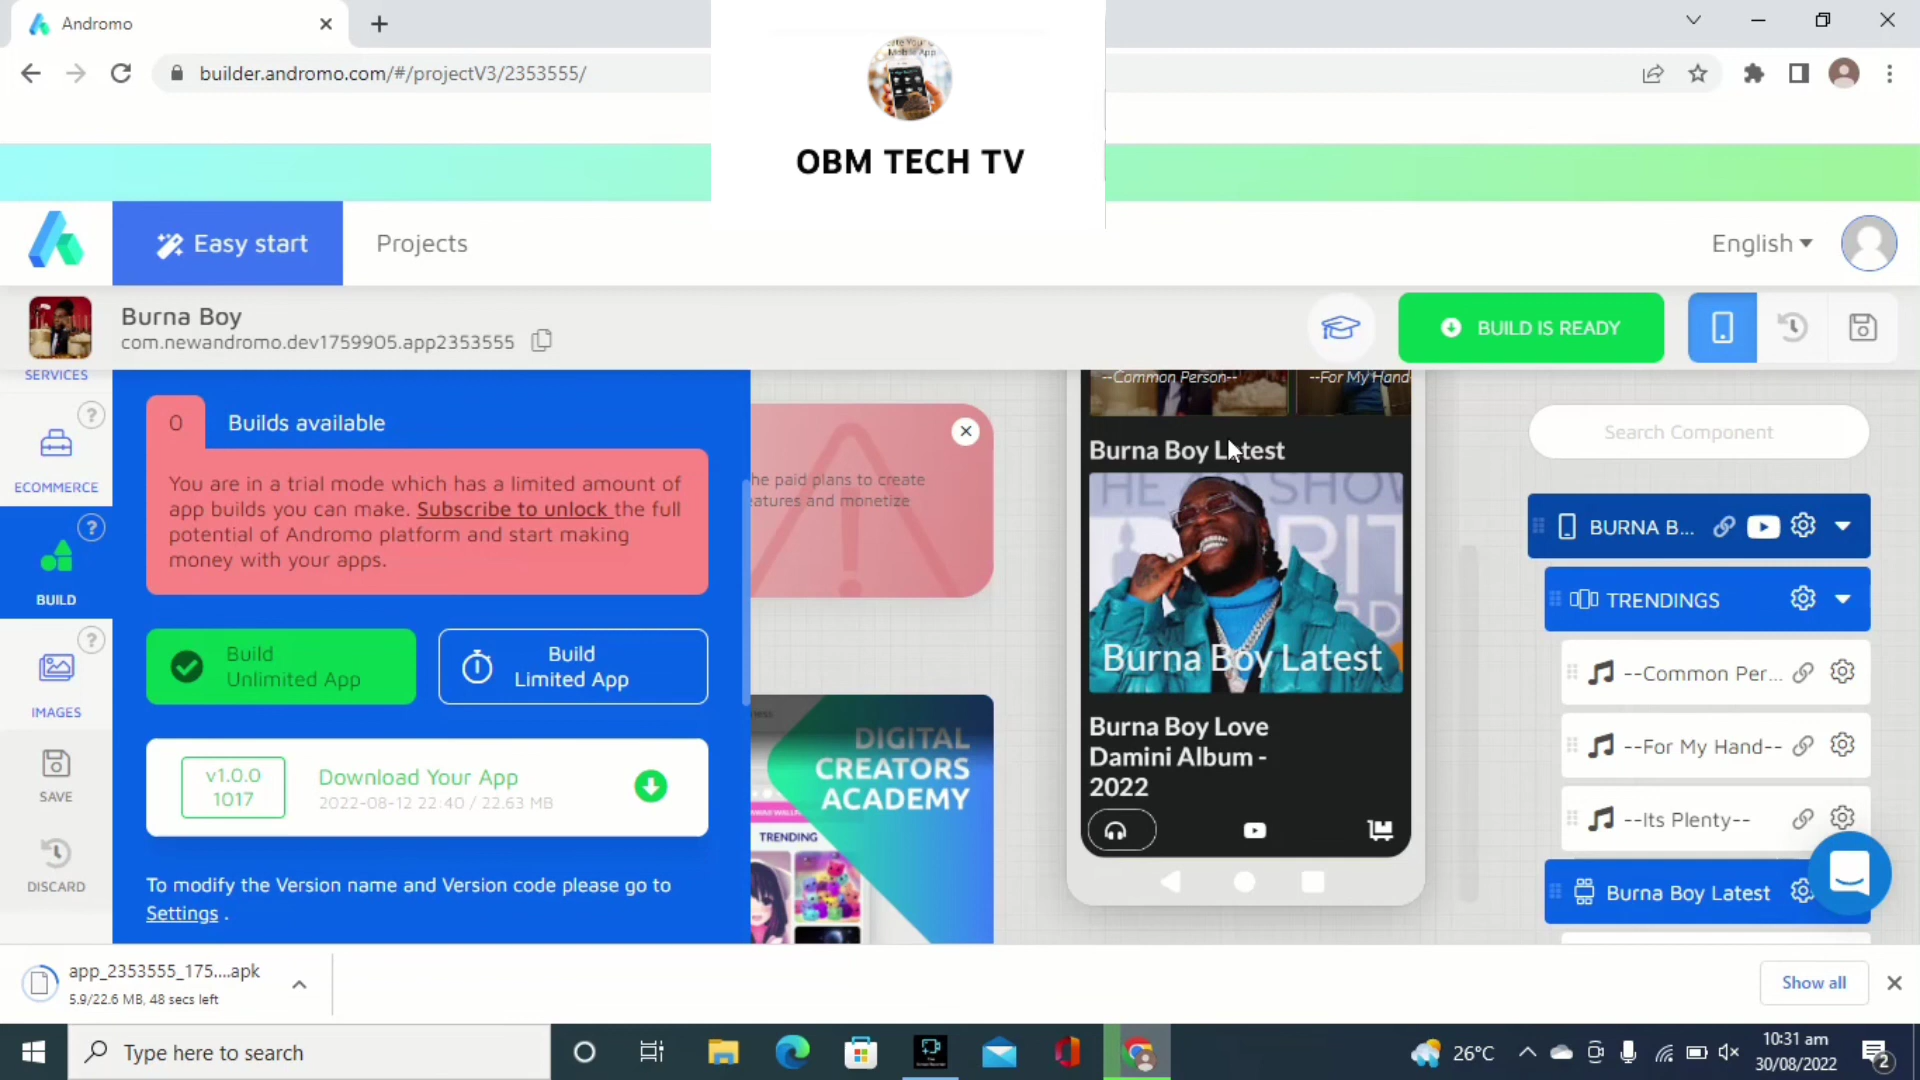 Andromo
builder.andromo.com/#/projectV3/2353555/
OBM TECH TV
Easy start
Projects
English
Burna Boy
com.newandromo.dev1759905.app2353555
BUILD IS READY
SERVICES
ECOMMERCE
BUILD
IMAGES
SAVE
DISCARD
0
Builds available
You are in a trial mode which has a limited amount of
app builds you can make. Subscribe to unlock the full
potential of Andromo platform and start making
money with your apps.
Build
Unlimited App
Build
Limited App
v1.0.0
1017
Download Your App
2022-08-12 22:40 / 22.63 MB
To modify the Version name and Version code please go to
Settings .
he paid plans to create
eatures and monetize
DIGITAL
CREATORS
ACADEMY
TRENDING
--Common Person--
--For My Hand
Burna Boy Latest
Burna Boy Latest
Burna Boy Love
Damini Album -
2022
Search Component
BURNA B...
TRENDINGS
--Common Per...
--For My Hand--
--Its Plenty--
Burna Boy Latest
app_2353555_175....apk
5.9/22.6 MB, 48 secs left
Show all
Type here to search
26°C
10:31 am
30/08/2022
2